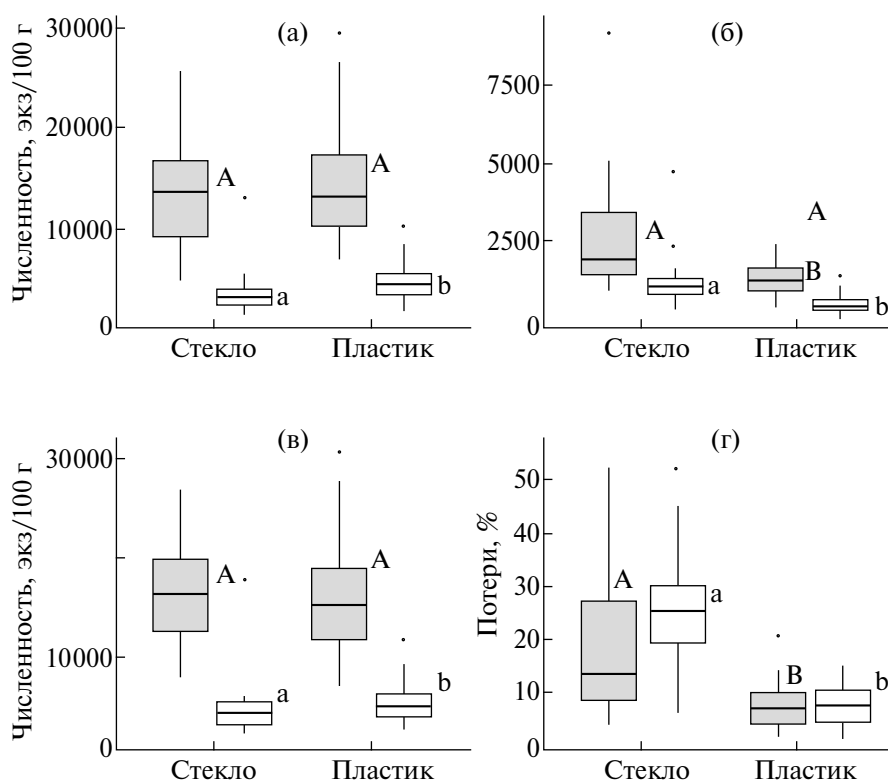 (а)
Численность, экз/100 г
30000
20000
10000
0
A
a
A
b
Стекло
Пластик
(б)
7500
5000
2500
0
A
a
A
B
b
Стекло
Пластик
(в)
Численность, экз/100 г
30000
10000
0
A
a
A
b
Стекло
Пластик
(г)
Потери, %
50
40
30
20
10
0
A
a
B
b
Стекло
Пластик